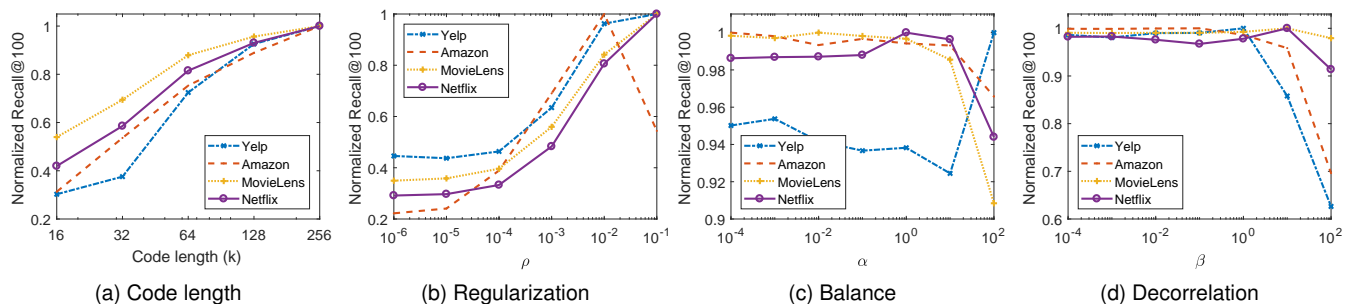 Normalized Recall@100
1
0.8
0.6
0.4
0.2
16
32
64
128
256
Code length (k)
Yelp
Amazon
MovieLens
Netflix
(a) Code length
Normalized Recall@100
1
0.8
0.6
0.4
0.2
10^-6
10^-5
10^-4
10^-3
10^-2
10^-1
ρ
Yelp
Amazon
MovieLens
Netflix
(b) Regularization
Normalized Recall@100
1
0.98
0.96
0.94
0.92
0.9
10^-4
10^-2
10^0
10^2
α
Yelp
Amazon
MovieLens
Netflix
(c) Balance
Normalized Recall@100
1
0.9
0.8
0.7
0.6
10^-4
10^-2
10^0
10^2
β
Yelp
Amazon
MovieLens
Netflix
(d) Decorrelation